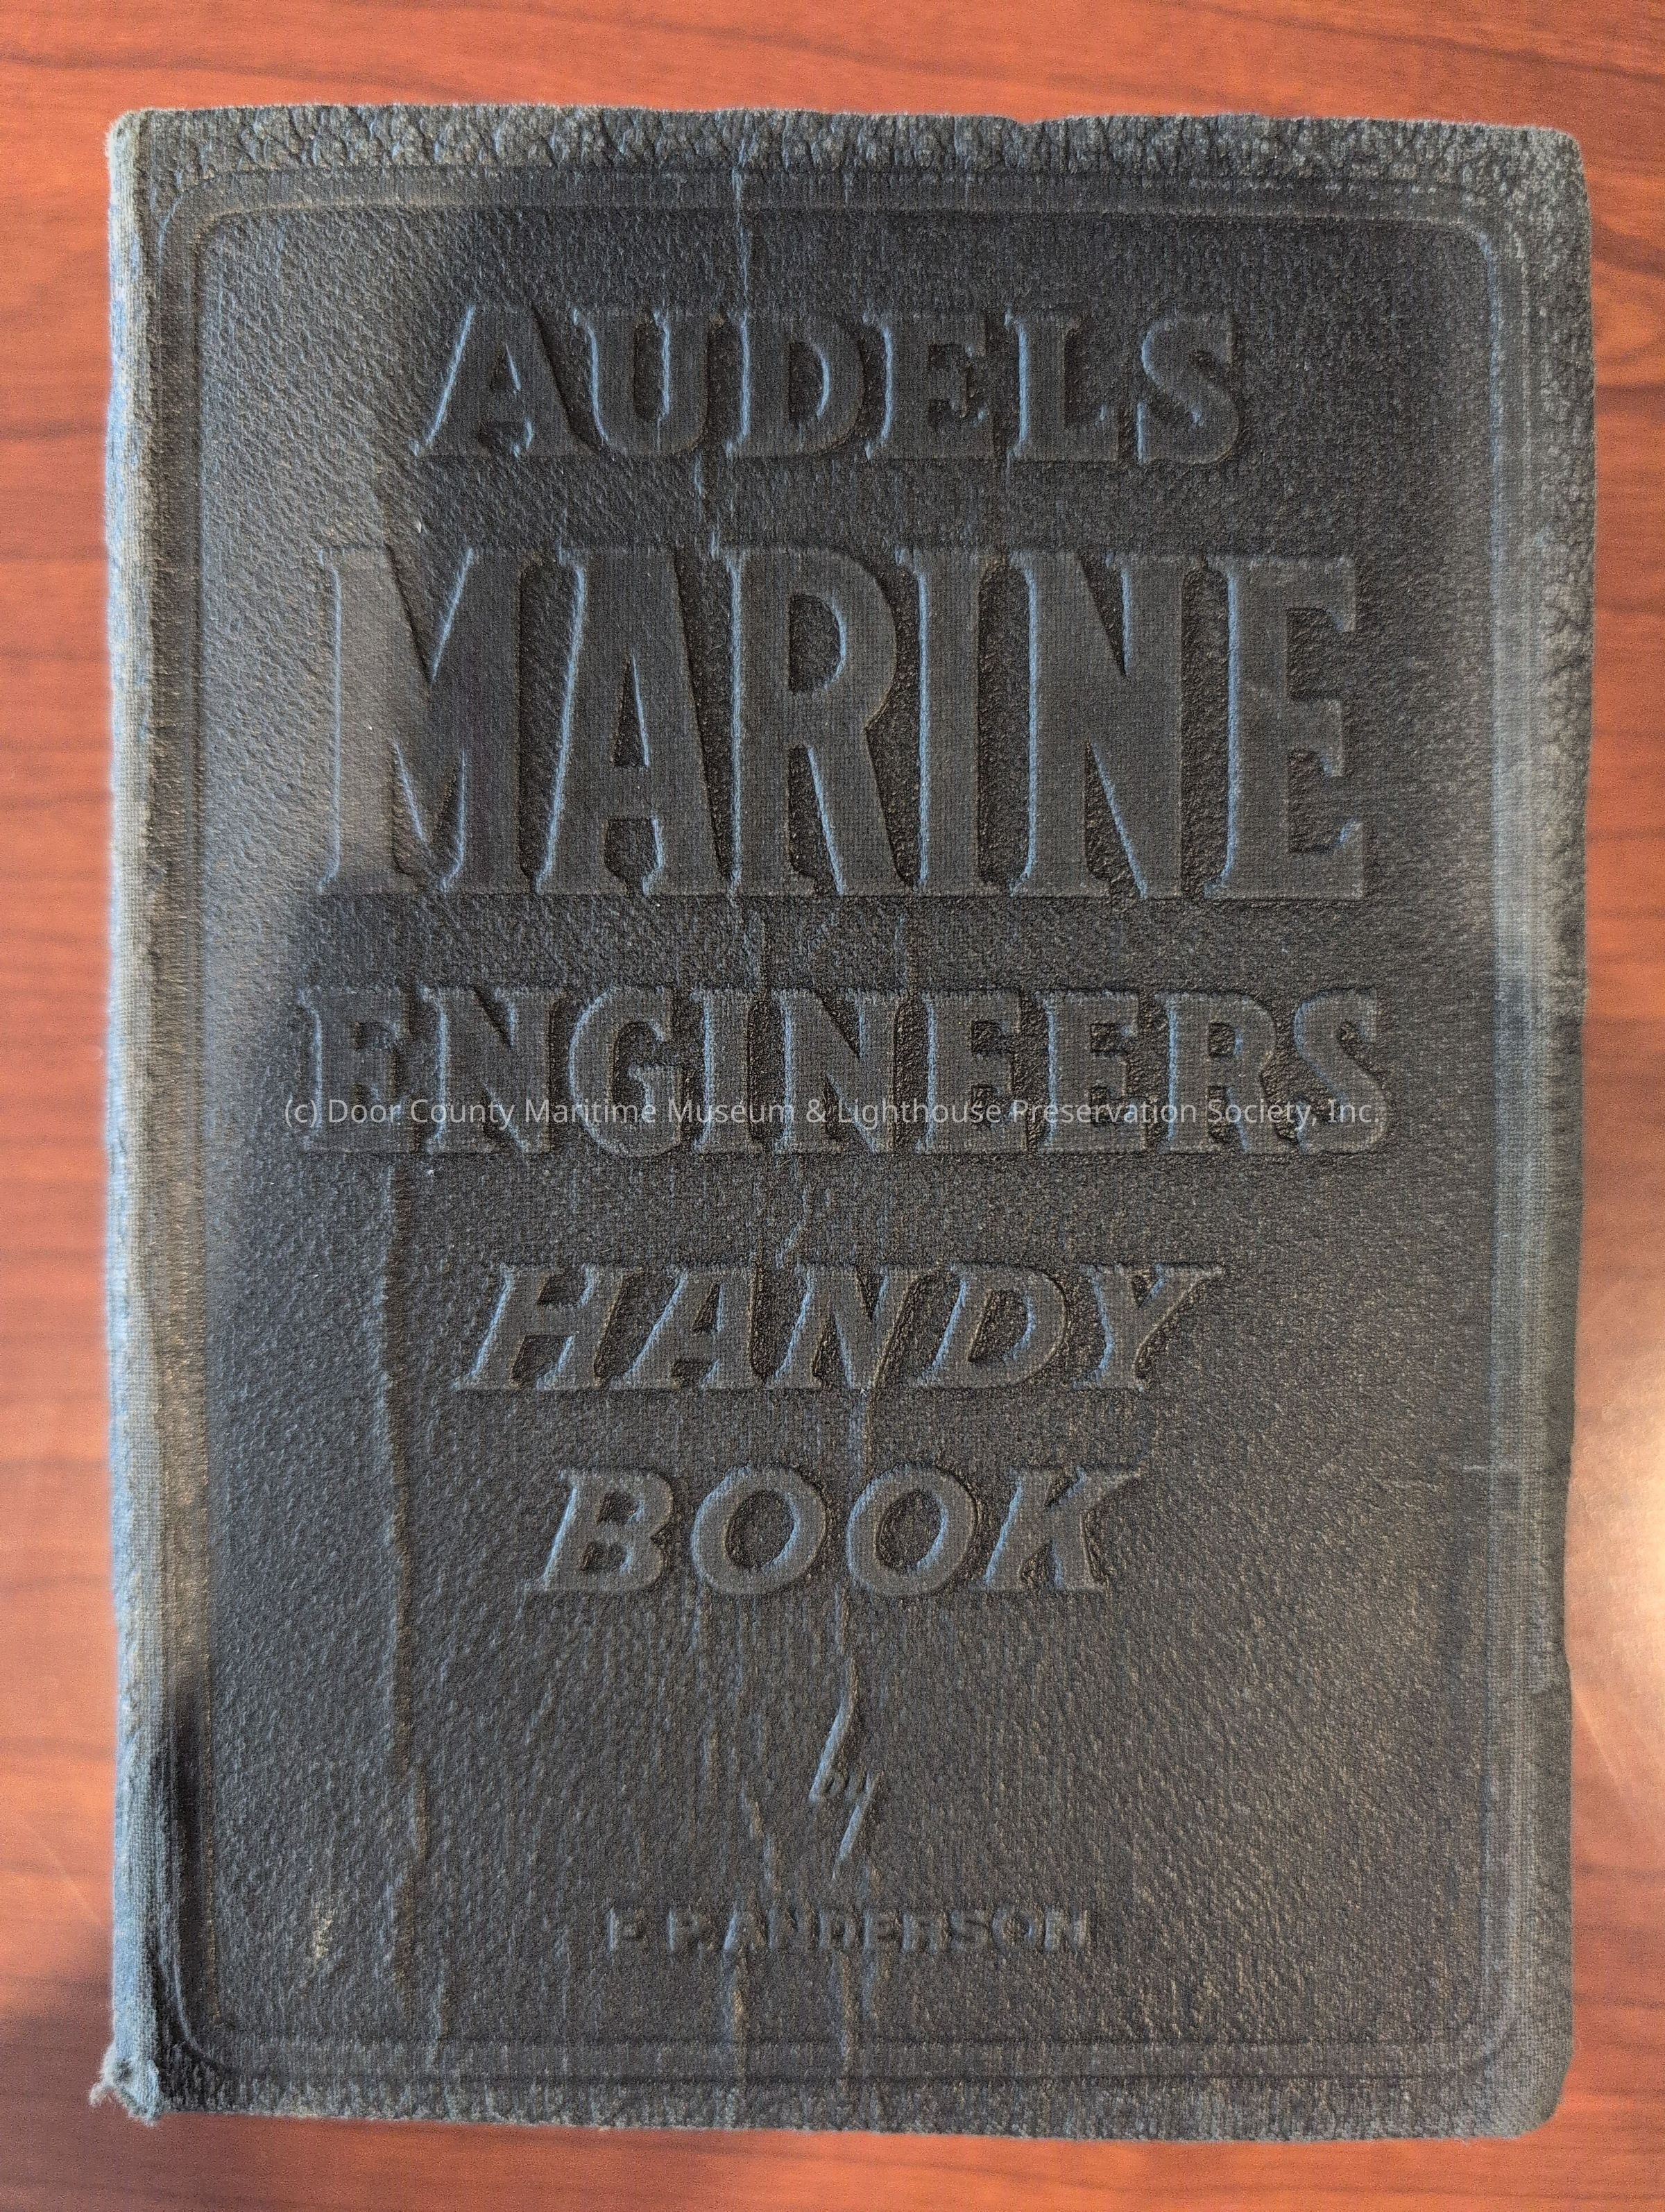 AUDELS
MARINE
ENGINEERS
(c) Door County Maritime Museum & Lighthouse Preservation Society, Inc.
HANDY
BOOK
by
E.P. ANDERSON